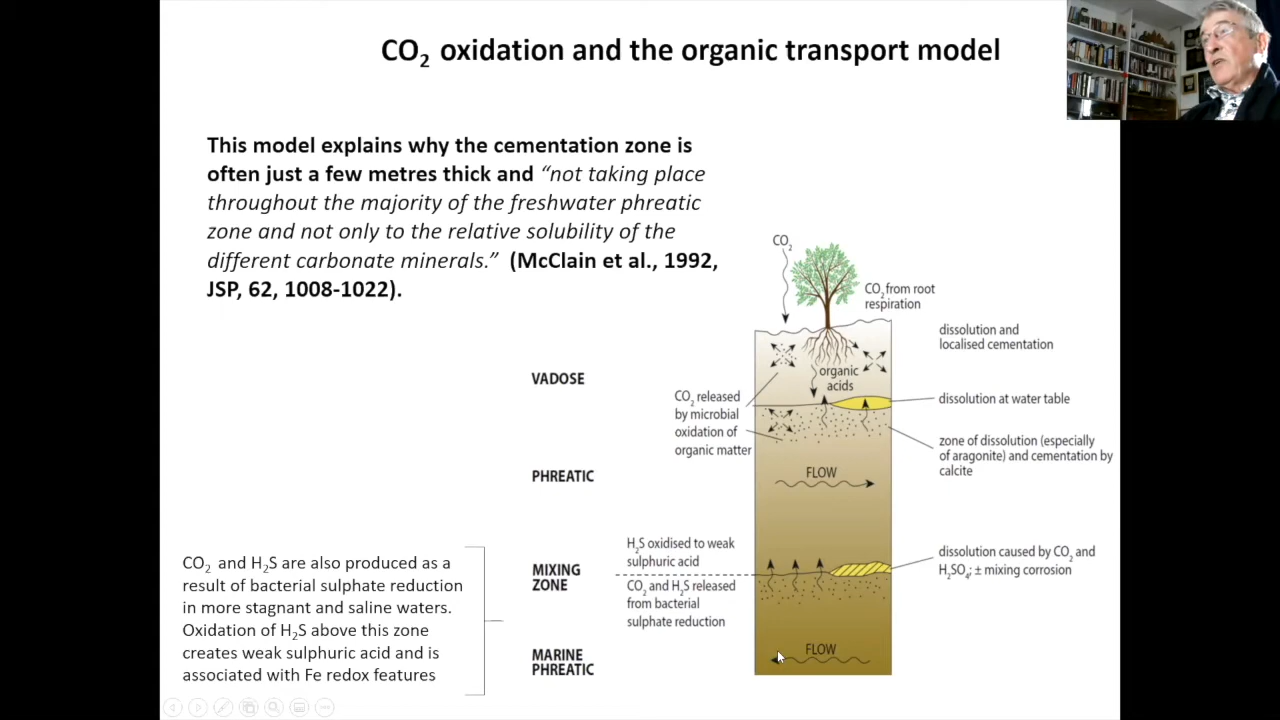 CO₂ oxidation and the organic transport model
This model explains why the cementation zone is
often just a few metres thick and “not taking place
throughout the majority of the freshwater phreatic
zone and not only to the relative solubility of the
different carbonate minerals.” (McClain et al., 1992,
JSP, 62, 1008-1022).
CO₂
CO₂ from root
respiration
dissolution and
localised cementation
VADOSE
organic
acids
CO₂ released
by microbial
oxidation of
organic matter
dissolution at water table
zone of dissolution (especially
of aragonite) and cementation by
calcite
PHREATIC
FLOW
H₂S oxidised to weak
sulphuric acid
MIXING
ZONE
CO₂ and H₂S released
from bacterial
sulphate reduction
dissolution caused by CO₂ and
H₂SO₄; ± mixing corrosion
MARINE
PHREATIC
FLOW
CO₂ and H₂S are also produced as a
result of bacterial sulphate reduction
in more stagnant and saline waters.
Oxidation of H₂S above this zone
creates weak sulphuric acid and is
associated with Fe redox features